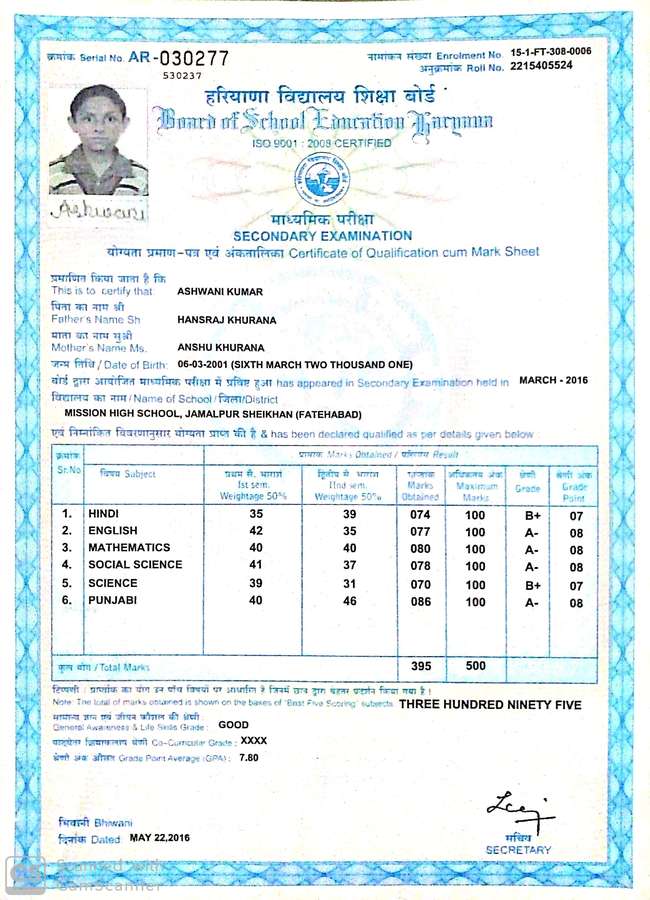 क्रमांक Serial No. AR-030277
530237
नामांकन संख्या Enrolment No. 15-1-FT-308-0006
अनुक्रमांक Roll No. 2215405524
हरियाणा विद्यालय शिक्षा बोर्ड
Board of School Education Haryana
ISO 9001 : 2008 CERTIFIED
Ashwani
माध्यमिक परीक्षा
SECONDARY EXAMINATION
योग्यता प्रमाण-पत्र एवं अंकतालिका Certificate of Qualification cum Mark Sheet
प्रमाणित किया जाता है कि
This is to certify that ASHWANI KUMAR
पिता का नाम श्री
Father's Name Sh HANSRAJ KHURANA
माता का नाम सुश्री
Mother's Name Ms. ANSHU KHURANA
जन्म तिथि / Date of Birth: 06-03-2001 (SIXTH MARCH TWO THOUSAND ONE)
बोर्ड द्वारा आयोजित माध्यमिक परीक्षा में प्रविष्ट हुआ has appeared in Secondary Examination held in MARCH - 2016
विद्यालय का नाम / Name of School / जिला/District
MISSION HIGH SCHOOL, JAMALPUR SHEIKHAN (FATEHABAD)
एवं निम्नांकित विवरणानुसार योग्यता प्राप्त की है & has been declared qualified as per details given below
क्रमांक Sr.No
प्राप्तांक Marks Obtained / परिणाम Result
विषय Subject
प्रथम सै. भारांश Ist sem. Weightage 50%
द्वितीय सै भारांश IInd sem. Weightage 50%
प्राप्तांक Marks Obtained
अधिकतम अंक Maximum Marks
श्रेणी Grade
श्रेणी अंक Grade Point
1. HINDI 35 39 074 100 B+ 07
2. ENGLISH 42 35 077 100 A- 08
3. MATHEMATICS 40 40 080 100 A- 08
4. SOCIAL SCIENCE 41 37 078 100 A- 08
5. SCIENCE 39 31 070 100 B+ 07
6. PUNJABI 40 46 086 100 A- 08
कुल योग / Total Marks 395 500
टिप्पणी : प्राप्तांक का योग उन पाँच विषयों पर आधारित है जिनमें छात्र द्वारा बेहतर प्रदर्शन किया गया है।
Note: The total of marks obtained is shown on the bases of "Best Five Scoring" subjects THREE HUNDRED NINETY FIVE
सामान्य ज्ञान एवं जीवन कौशल की श्रेणी :
General Awareness & Life Skills Grade : GOOD
श्रेणी Co-Curricular Grade : XXXX
श्रेणी अंक औसत Grade Point Average (GPA) : 7.80
भिवानी Bhiwani
दिनांक Dated MAY 22,2016
सचिव
SECRETARY
CS Scanned with
CamScanner